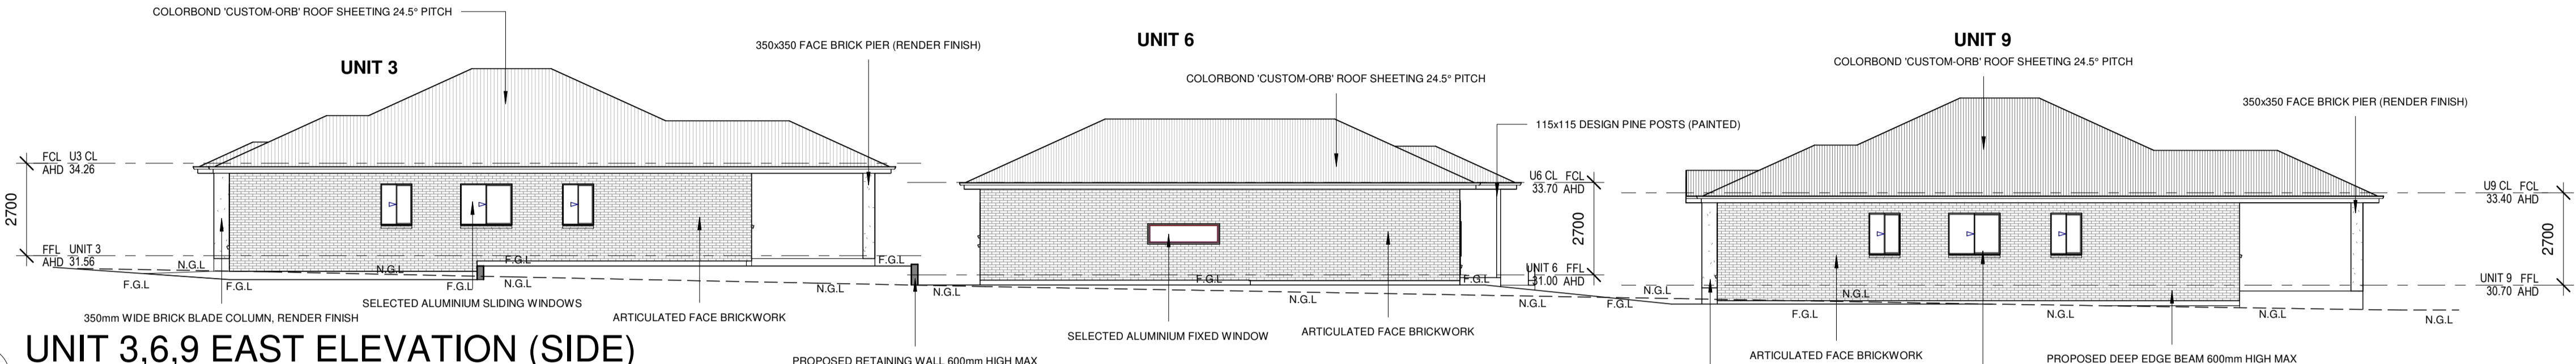 COLORBOND 'CUSTOM-ORB' ROOF SHEETING 24.5° PITCH
UNIT 3
350x350 FACE BRICK PIER (RENDER FINISH)
FCL U3 CL
AHD 34.26
2700
FFL UNIT 3
AHD 31.56
N.G.L
F.G.L
F.G.L
N.G.L
F.G.L
F.G.L
N.G.L
SELECTED ALUMINIUM SLIDING WINDOWS
350mm WIDE BRICK BLADE COLUMN, RENDER FINISH
ARTICULATED FACE BRICKWORK
N.G.L
F.G.L
N.G.L
PROPOSED RETAINING WALL 600mm HIGH MAX
UNIT 6
COLORBOND 'CUSTOM-ORB' ROOF SHEETING 24.5° PITCH
115x115 DESIGN PINE POSTS (PAINTED)
U6 CL FCL
33.70 AHD
2700
UNIT 6 FFL
31.00 AHD
F.G.L
F.G.L
F.G.L
N.G.L
N.G.L
SELECTED ALUMINIUM FIXED WINDOW
ARTICULATED FACE BRICKWORK
UNIT 9
COLORBOND 'CUSTOM-ORB' ROOF SHEETING 24.5° PITCH
350x350 FACE BRICK PIER (RENDER FINISH)
U9 CL FCL
33.40 AHD
2700
UNIT 9 FFL
30.70 AHD
N.G.L
F.G.L
N.G.L
F.G.L
N.G.L
N.G.L
N.G.L
ARTICULATED FACE BRICKWORK
PROPOSED DEEP EDGE BEAM 600mm HIGH MAX
UNIT 3,6,9 EAST ELEVATION (SIDE)